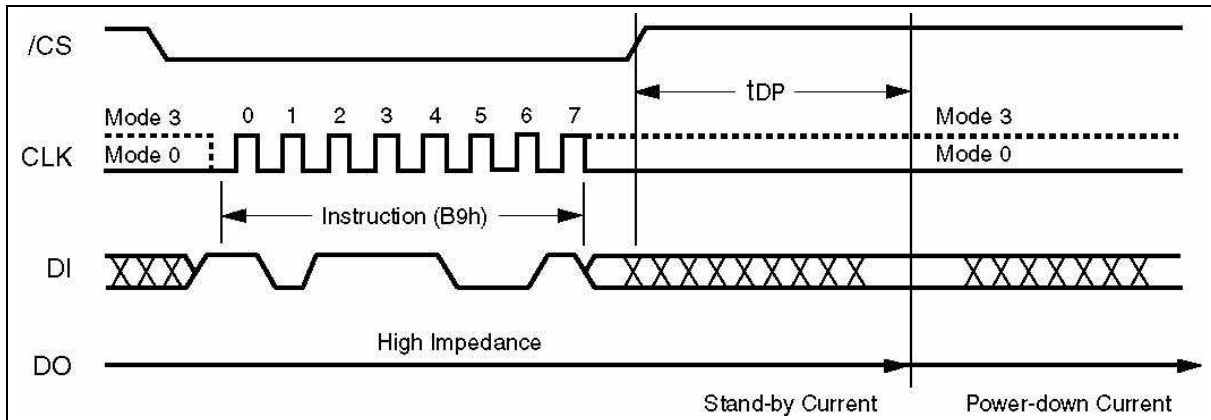 /CS
tDP
Mode 3 0 1 2 3 4 5 6 7 Mode 3
CLK Mode 0 Mode 0
Instruction (B9h)
DI
High Impedance
DO
Stand-by Current Power-down Current